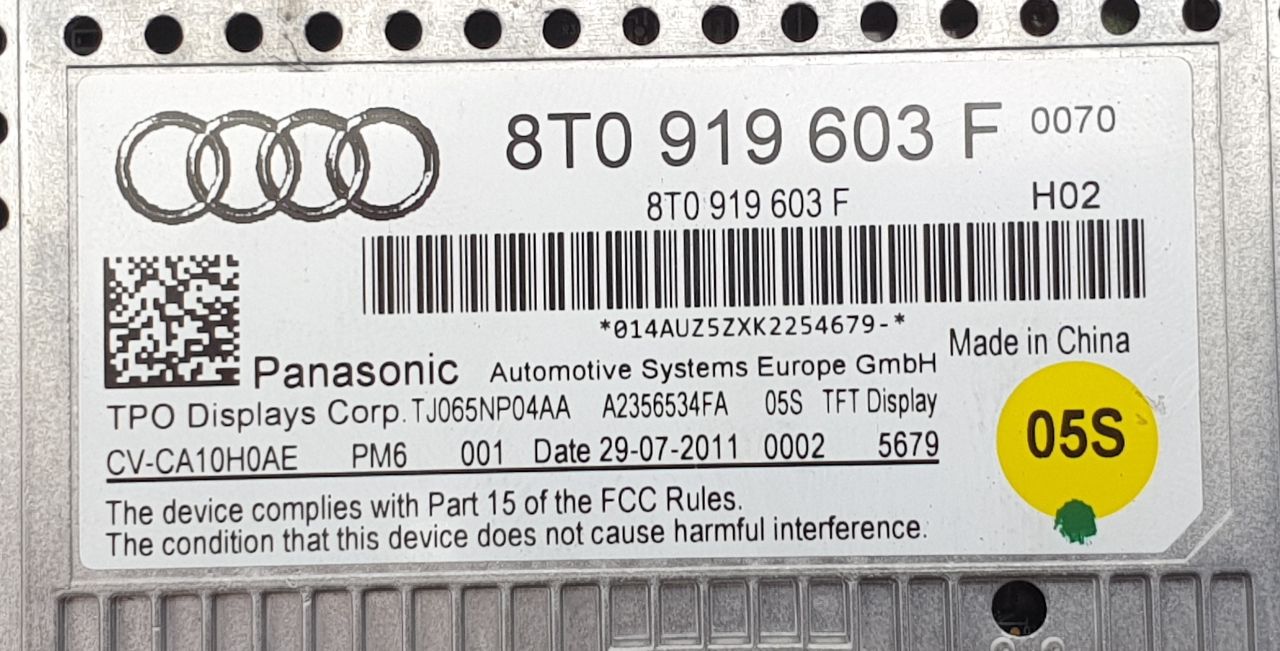 8T0 919 603 F 0070
8T0 919 603 F H02
*014AUZ5ZXK2254679-*
Made in China
Panasonic Automotive Systems Europe GmbH
TPO Displays Corp. TJ065NP04AA A2356534FA 05S TFT Display
CV-CA10H0AE PM6 001 Date 29-07-2011 0002 5679
05S
The device complies with Part 15 of the FCC Rules.
The condition that this device does not cause harmful interference.